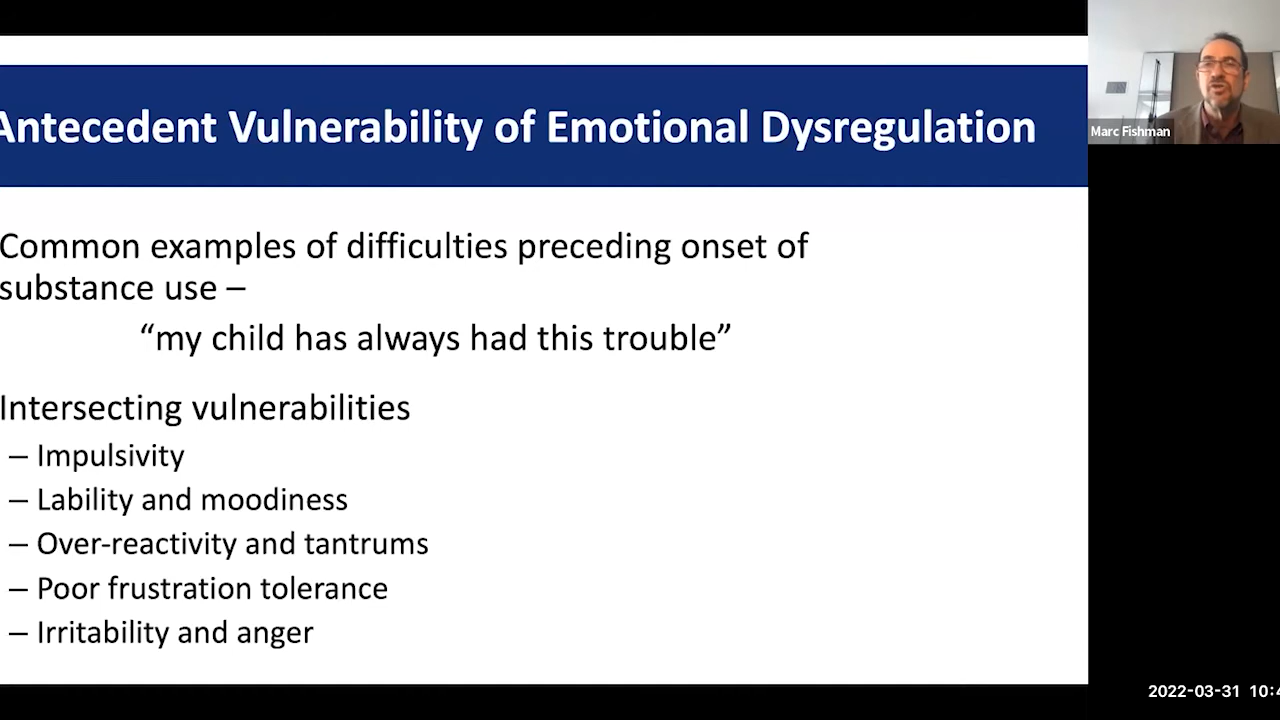 Antecedent Vulnerability of Emotional Dysregulation
Marc Fishman
Common examples of difficulties preceding onset of
substance use –
“my child has always had this trouble”
Intersecting vulnerabilities
– Impulsivity
– Lability and moodiness
– Over-reactivity and tantrums
– Poor frustration tolerance
– Irritability and anger
2022-03-31